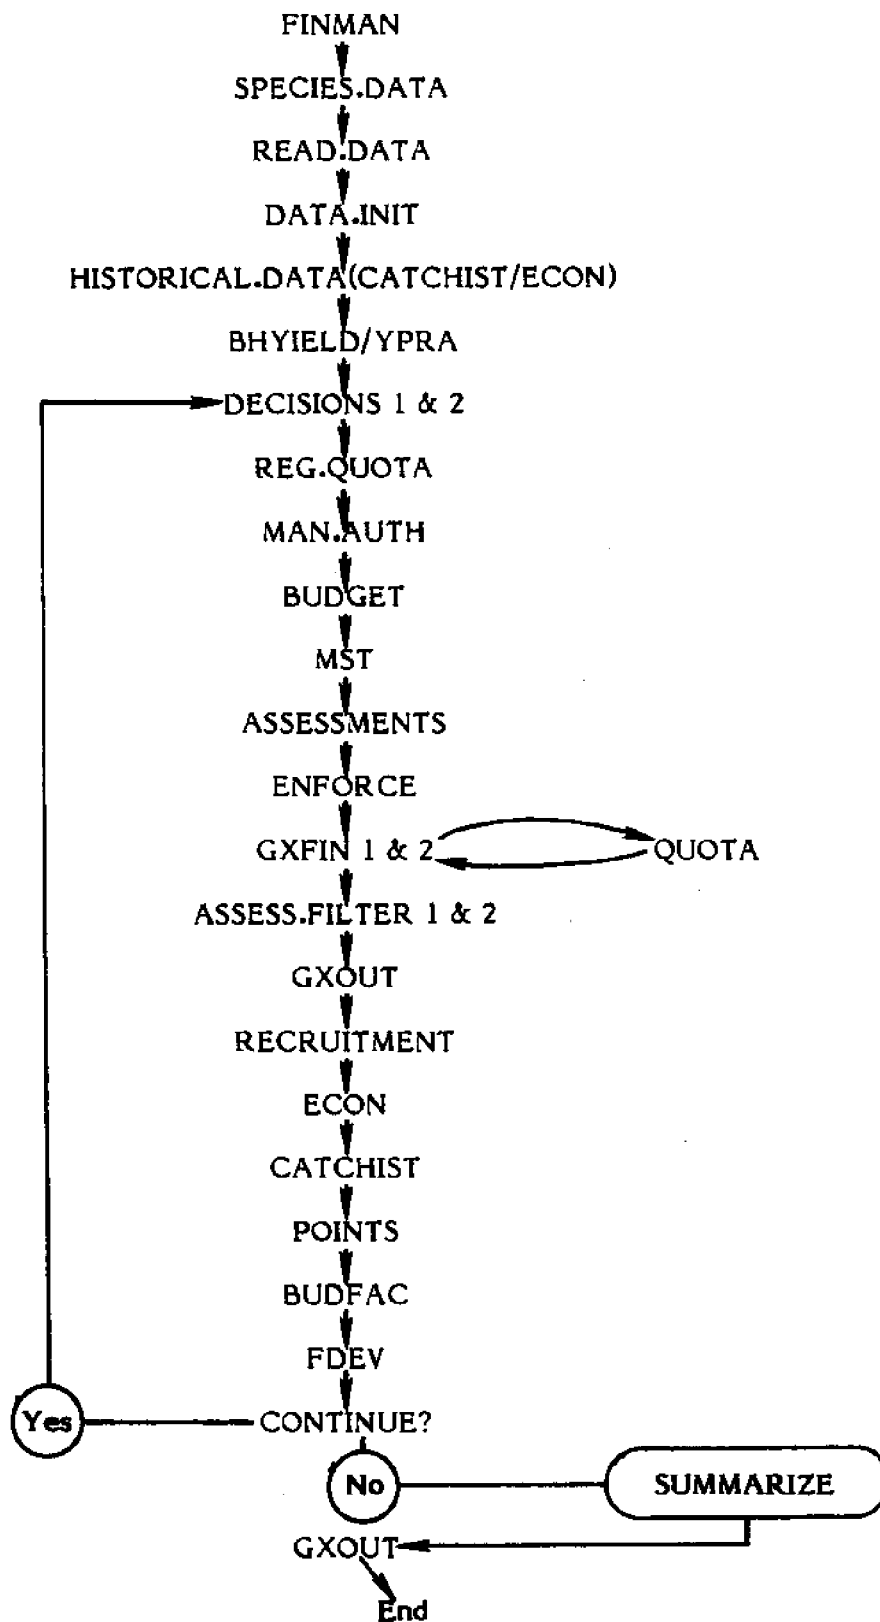 FINMAN
SPECIES.DATA
READ.DATA
DATA.INIT
HISTORICAL.DATA(CATCHIST/ECON)
BHYIELD/YPRA
DECISIONS 1 & 2
REG.QUOTA
MAN.AUTH
BUDGET
MST
ASSESSMENTS
ENFORCE
GXFIN 1 & 2 QUOTA
ASSESS.FILTER 1 & 2
GXOUT
RECRUITMENT
ECON
CATCHIST
POINTS
BUDFAC
FDEV
Yes CONTINUE?
No SUMMARIZE
GXOUT
End